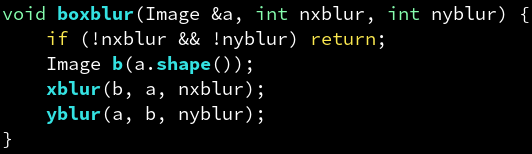 void boxblur(Image &a, int nxblur, int nyblur) {
    if (!nxblur && !nyblur) return;
    Image b(a.shape());
    xblur(b, a, nxblur);
    yblur(a, b, nyblur);
}